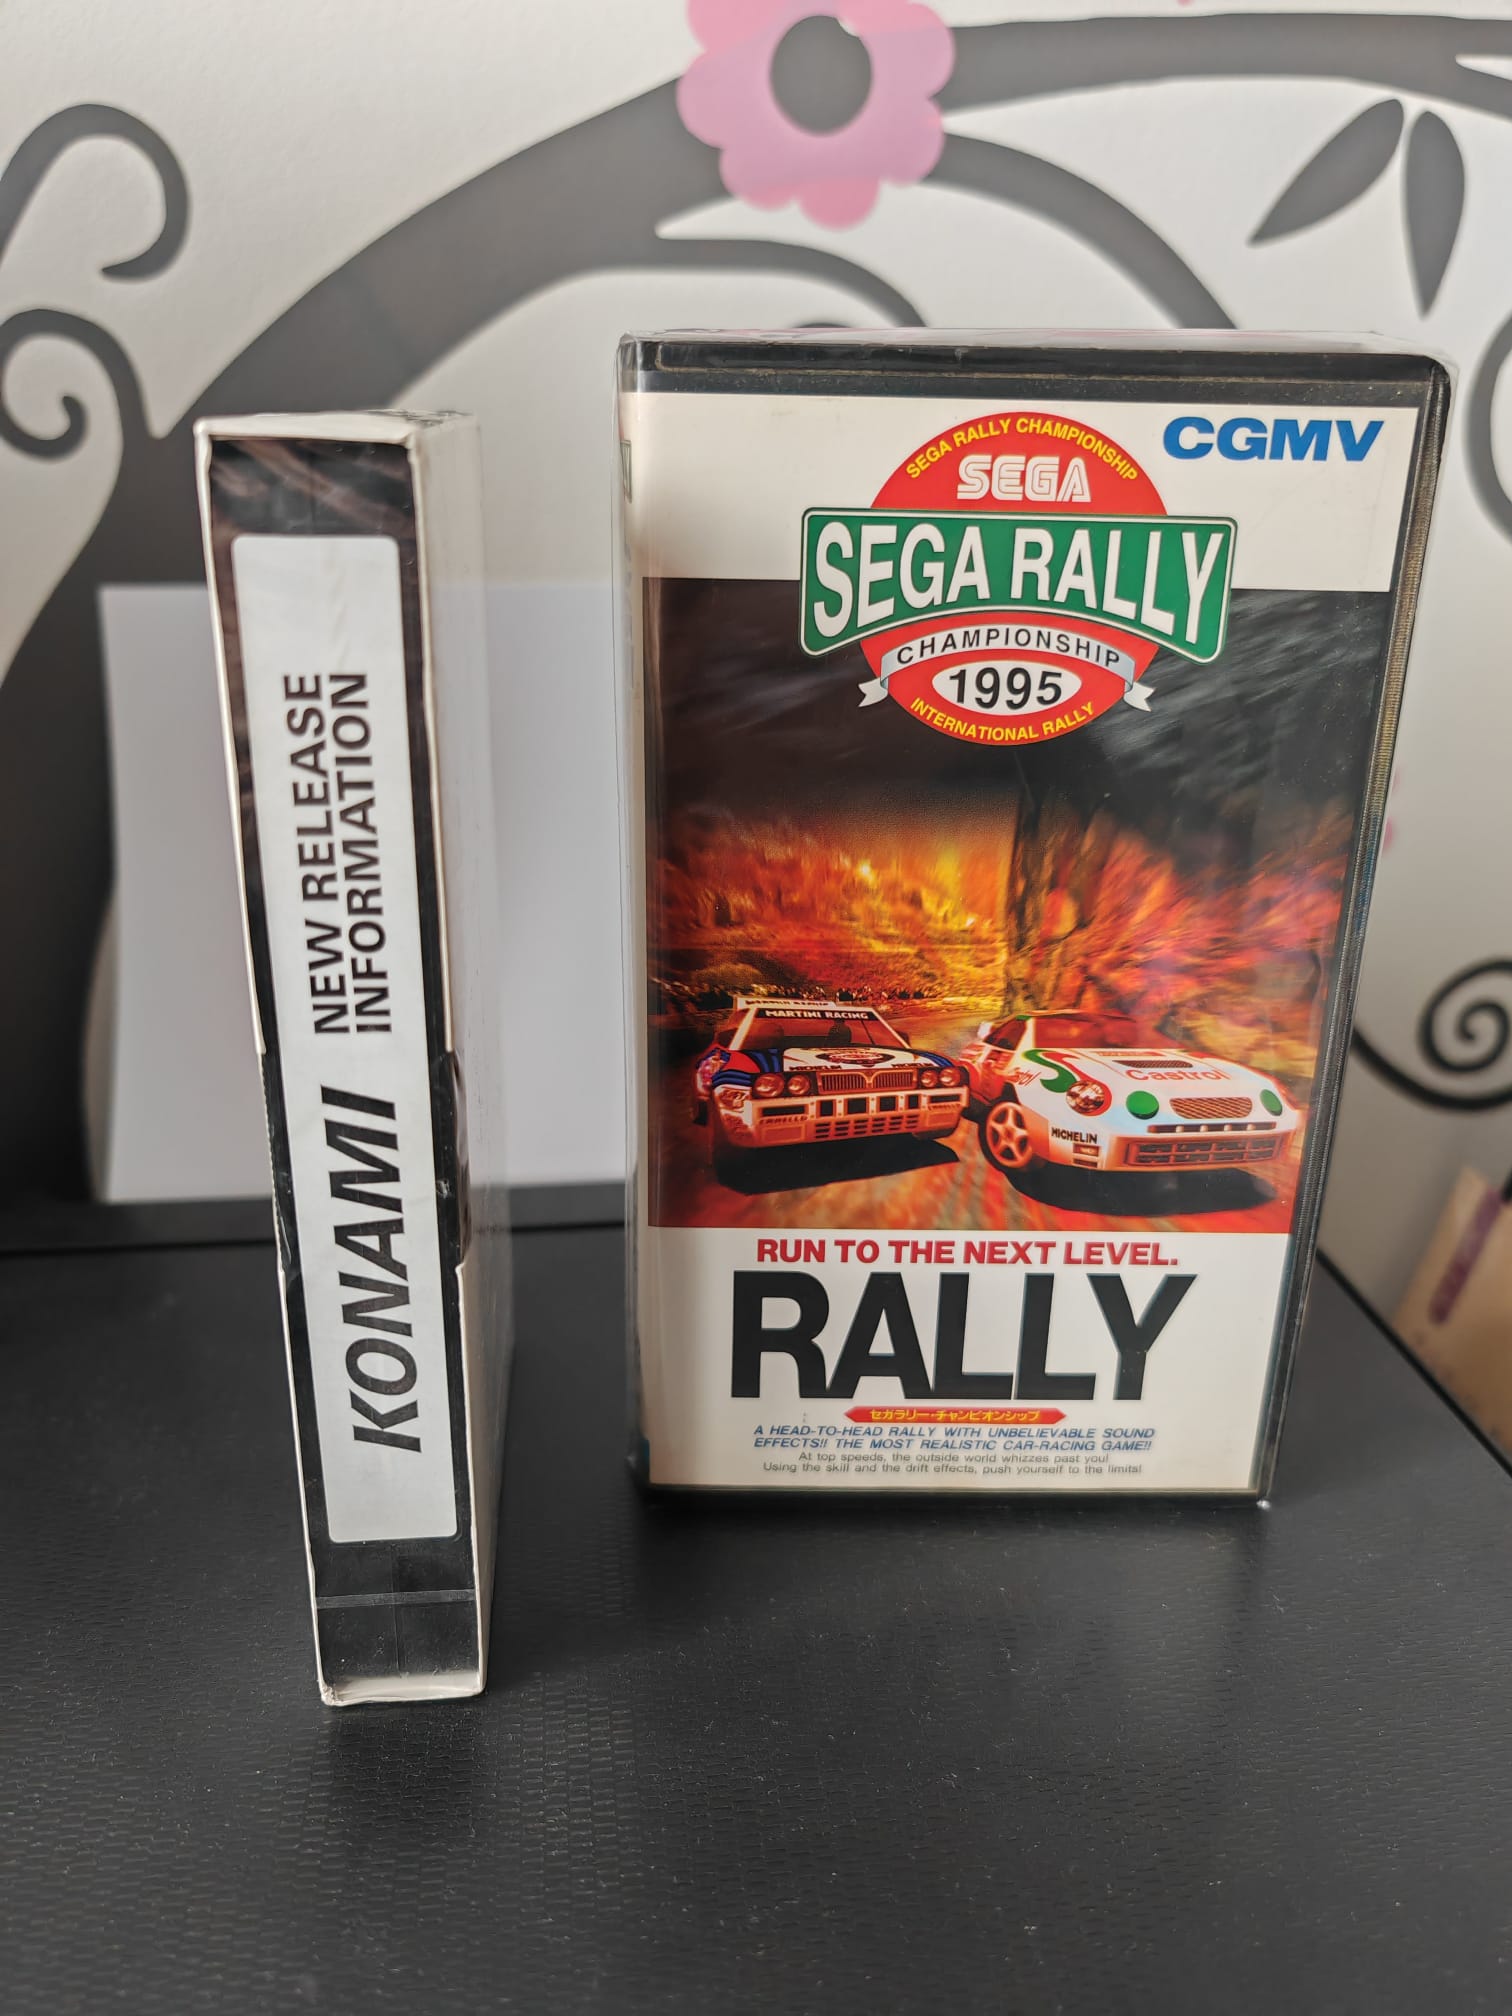 KONAMI NEW RELEASE
INFORMATION
CGMV
SEGA RALLY CHAMPIONSHIP
SEGA
SEGA RALLY
CHAMPIONSHIP
1995
INTERNATIONAL RALLY
MARTINI RACING
MICHELIN
Castrol
MICHELIN
RUN TO THE NEXT LEVEL.
RALLY
セガラリー・チャンピオンシップ
A HEAD-TO-HEAD RALLY WITH UNBELIEVABLE SOUND
EFFECTS!! THE MOST REALISTIC CAR-RACING GAME!!
At top speeds, the outside world whizzes past you!
Using the skill and the drift effects, push yourself to the limits!